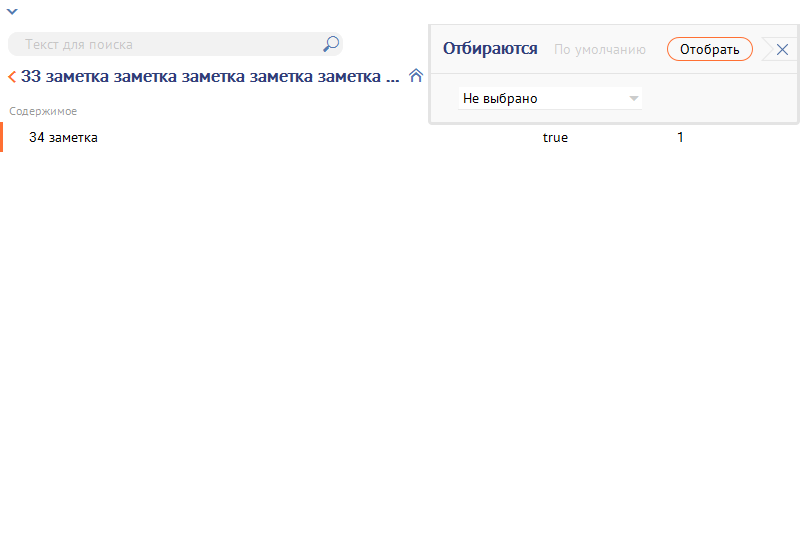 Текст для поиска
33 заметка заметка заметка заметка заметка ...
Отбираются По умолчанию Отобрать
Не выбрано
Содержимое
34 заметка true 1